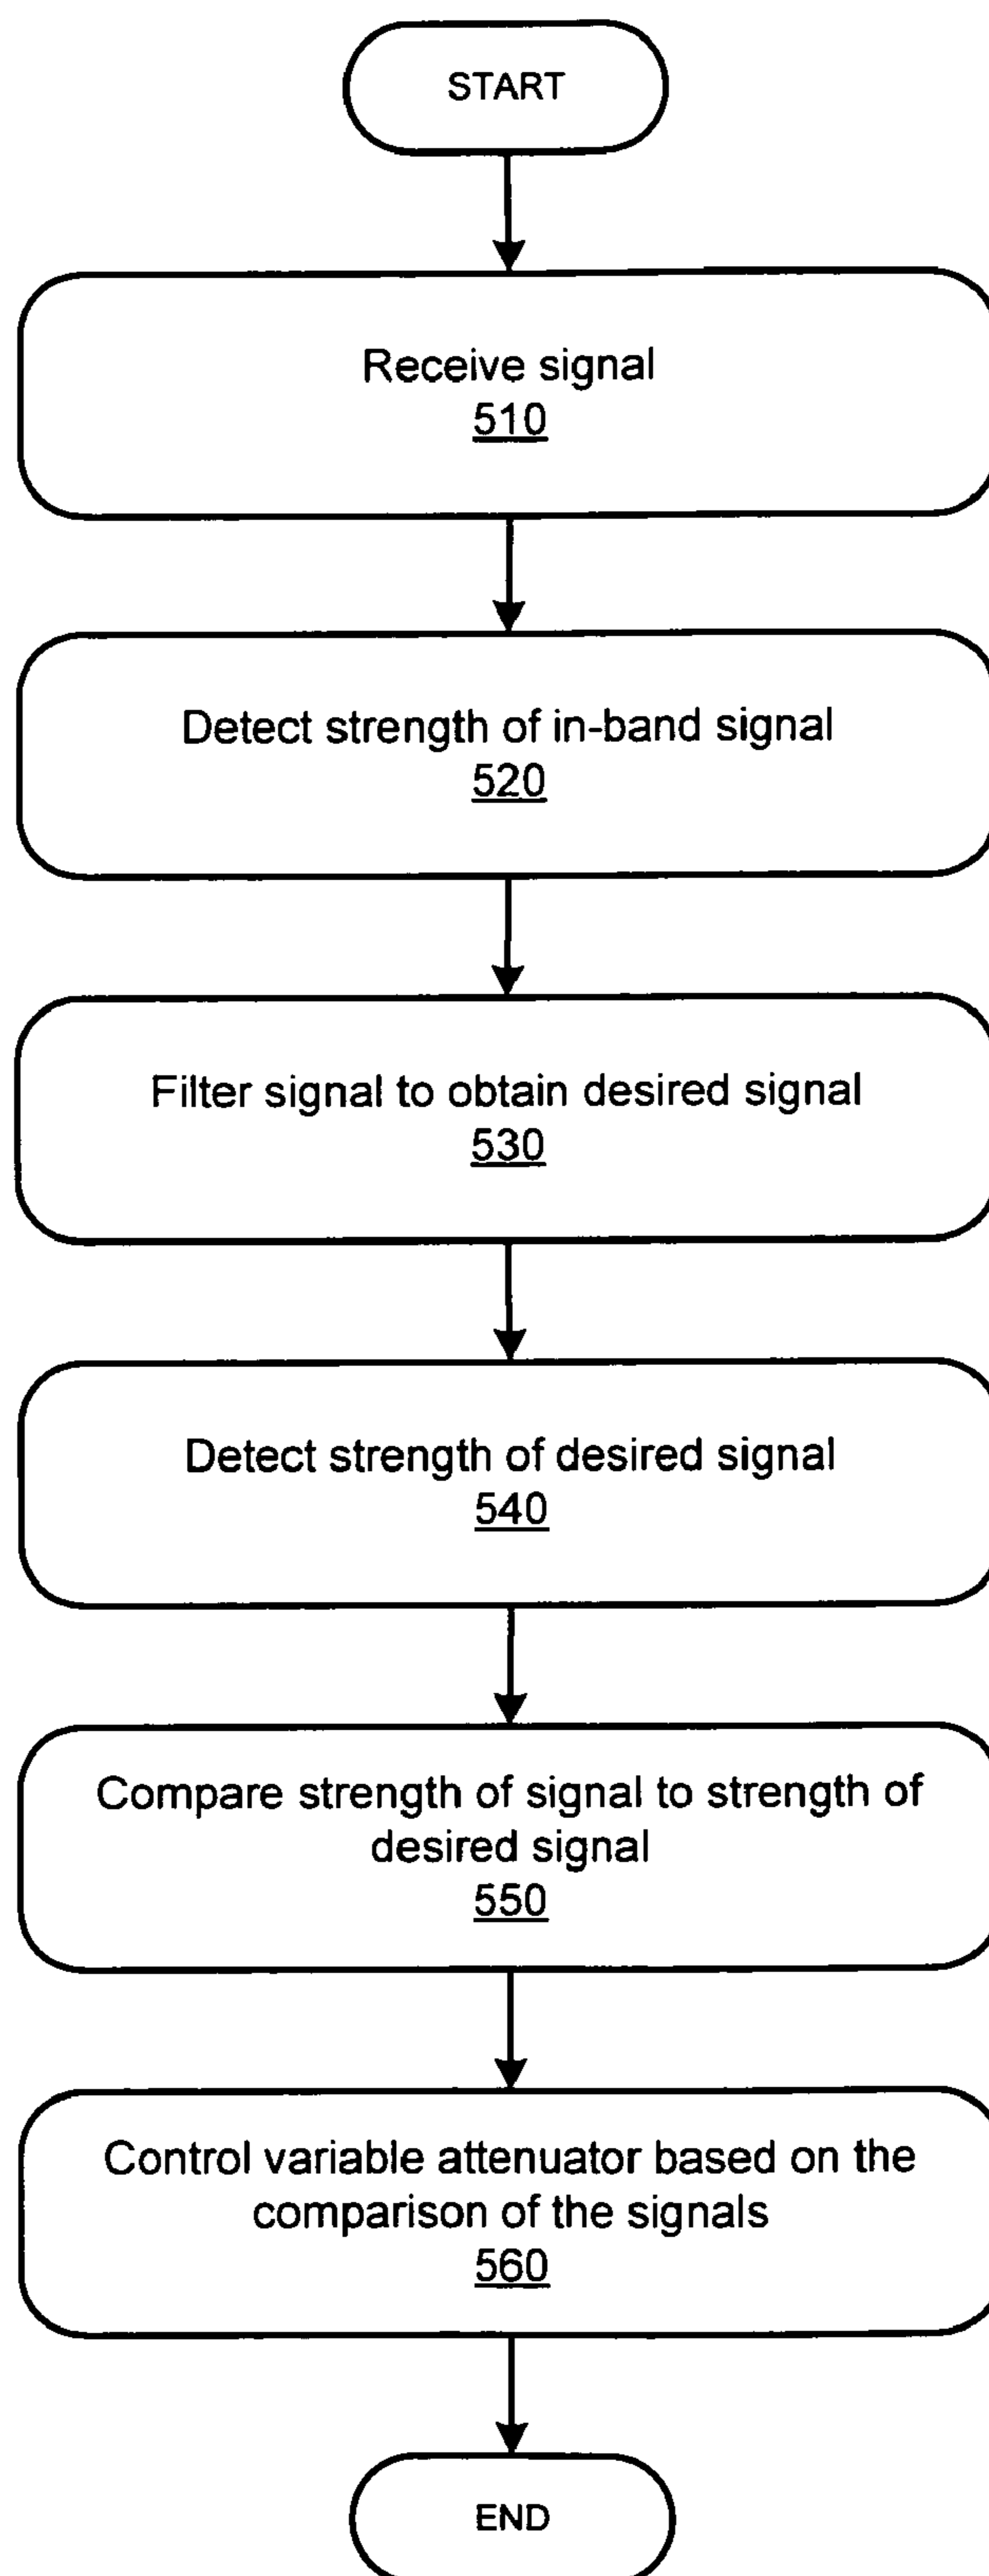 START
Receive signal
510
Detect strength of in-band signal
520
Filter signal to obtain desired signal
530
Detect strength of desired signal
540
Compare strength of signal to strength of
desired signal
550
Control variable attenuator based on the
comparison of the signals
560
END